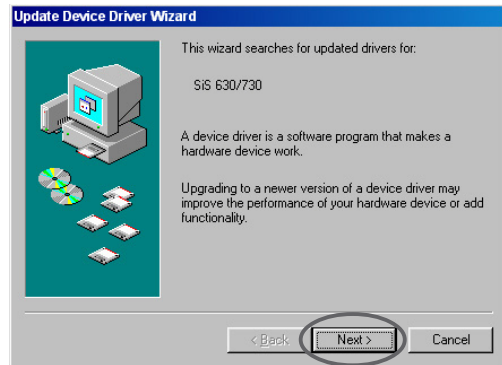 Update Device Driver Wizard
This wizard searches for updated drivers for:
SiS 630/730
A device driver is a software program that makes a
hardware device work.
Upgrading to a newer version of a device driver may
improve the performance of your hardware device or add
functionality.
< Back
Next >
Cancel